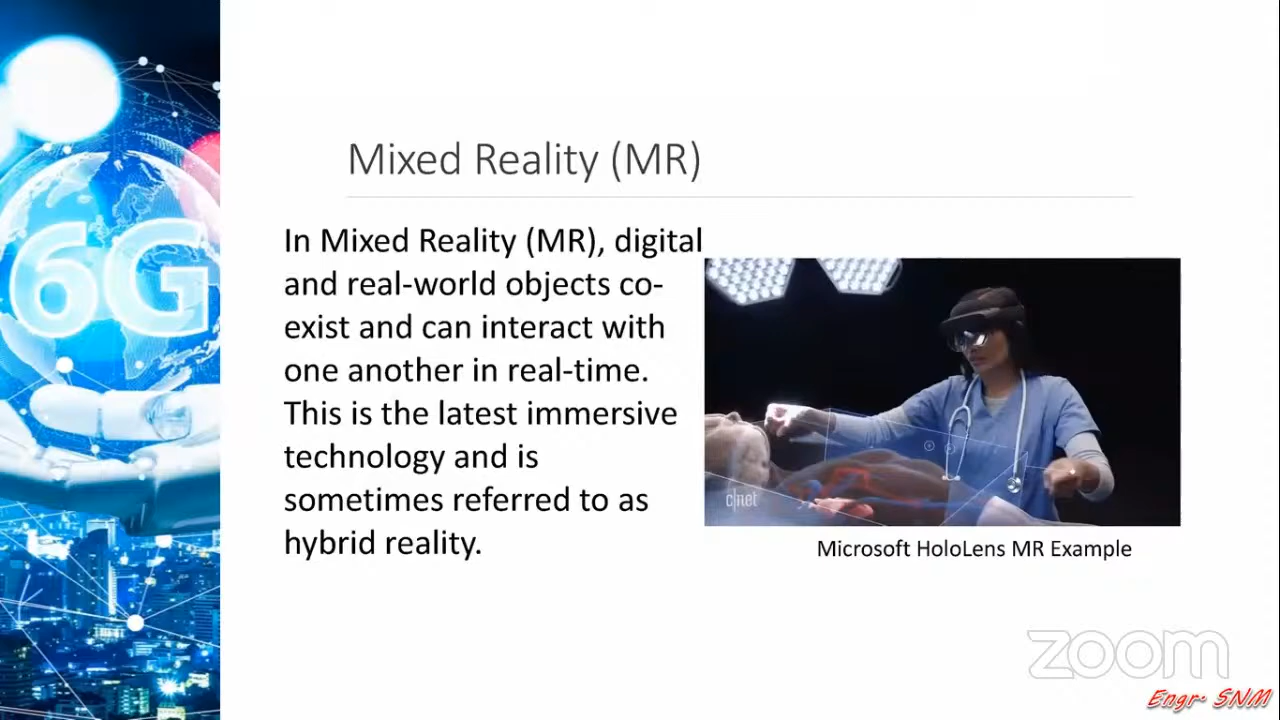 6G
Mixed Reality (MR)
In Mixed Reality (MR), digital
and real-world objects co-
exist and can interact with
one another in real-time.
This is the latest immersive
technology and is
sometimes referred to as
hybrid reality.
c|net
Microsoft HoloLens MR Example
zoom
Engr. SNM